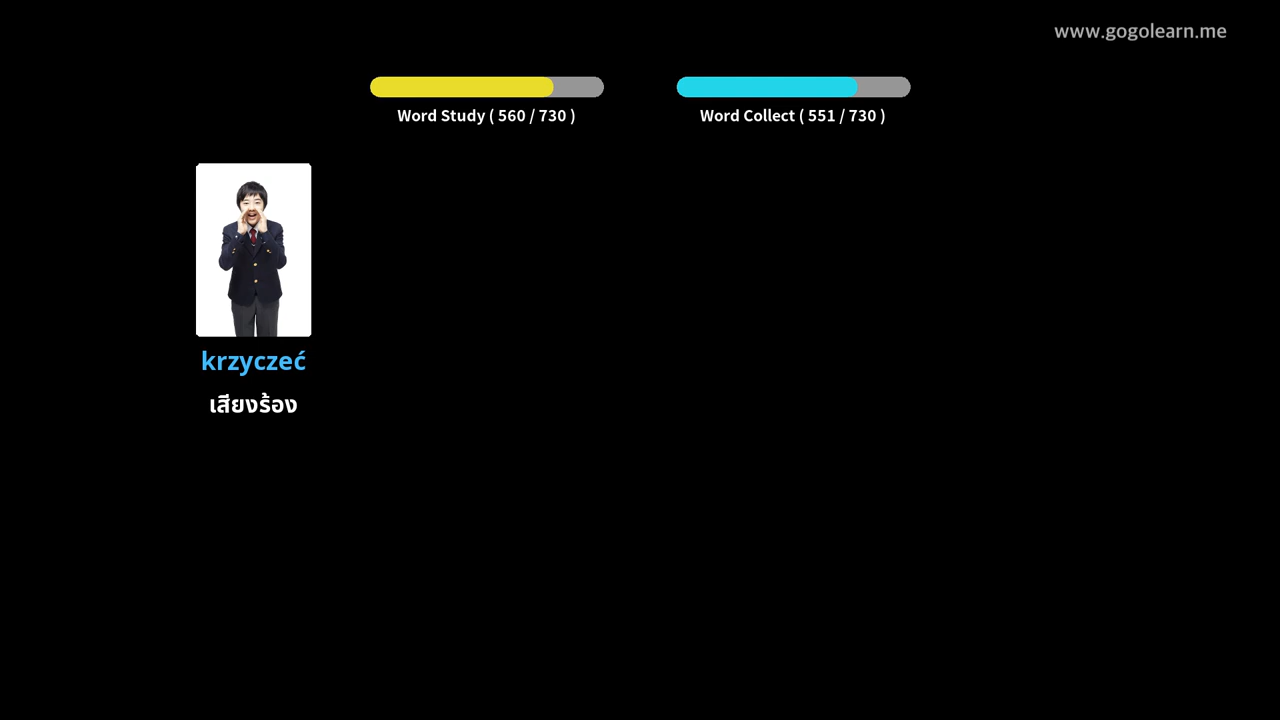 www.gogolearn.me
Word Study ( 560 / 730 )
Word Collect ( 551 / 730 )
krzyczeć
เสียงร้อง